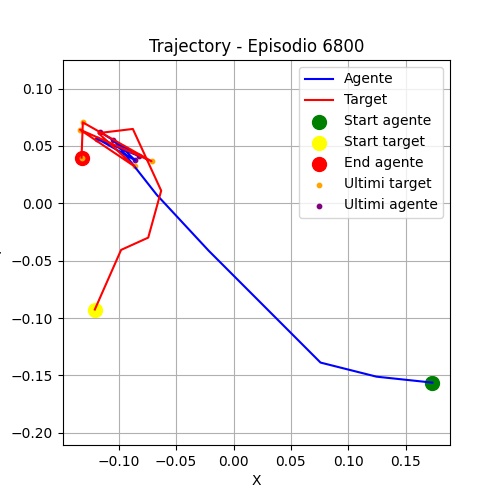 Trajectory - Episodio 6800
0.10
0.05
0.00
−0.05
−0.10
−0.15
−0.20
−0.10
−0.05
0.00
0.05
0.10
0.15
X
Agente
Target
Start agente
Start target
End agente
Ultimi target
Ultimi agente